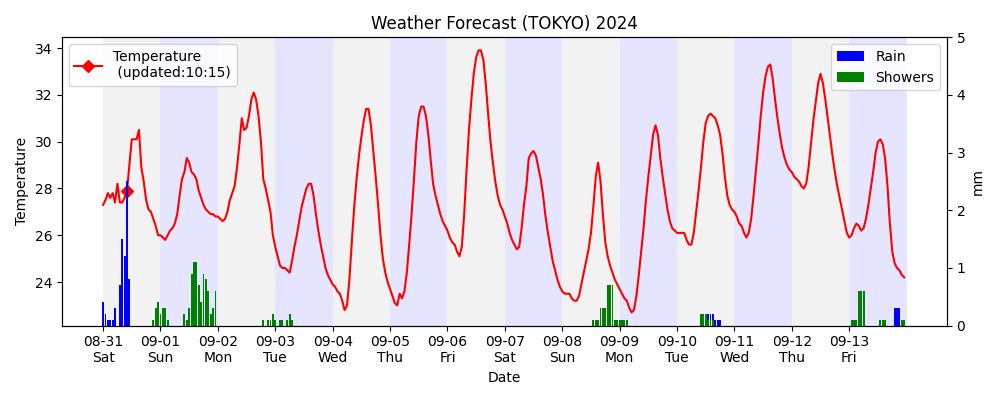 Weather Forecast (TOKYO) 2024
Temperature
(updated:10:15)
Rain
Showers
34
32
30
28
26
24
Temperature
5
4
3
2
1
0
mm
08-31 09-01 09-02 09-03 09-04 09-05 09-06 09-07 09-08 09-09 09-10 09-11 09-12 09-13
Sat Sun Mon Tue Wed Thu Fri Sat Sun Mon Tue Wed Thu Fri
Date